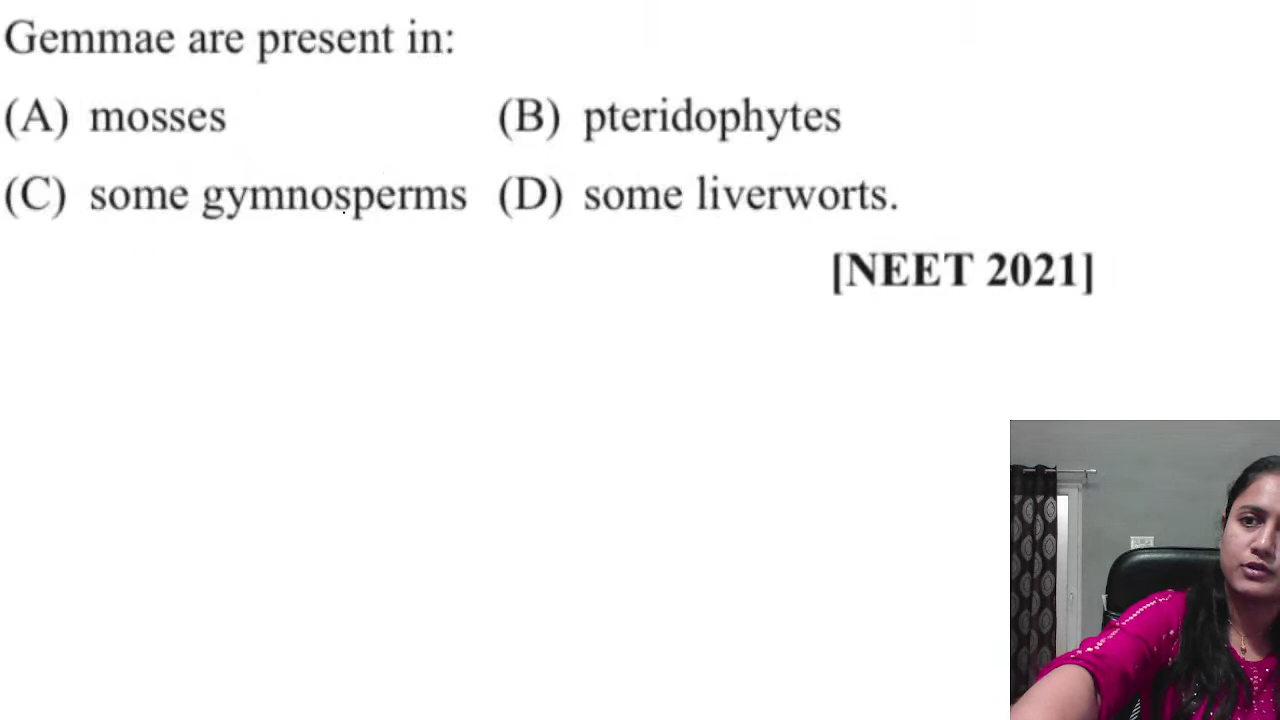 Gemmae are present in:
(A) mosses (B) pteridophytes
(C) some gymnosperms (D) some liverworts.
[NEET 2021]